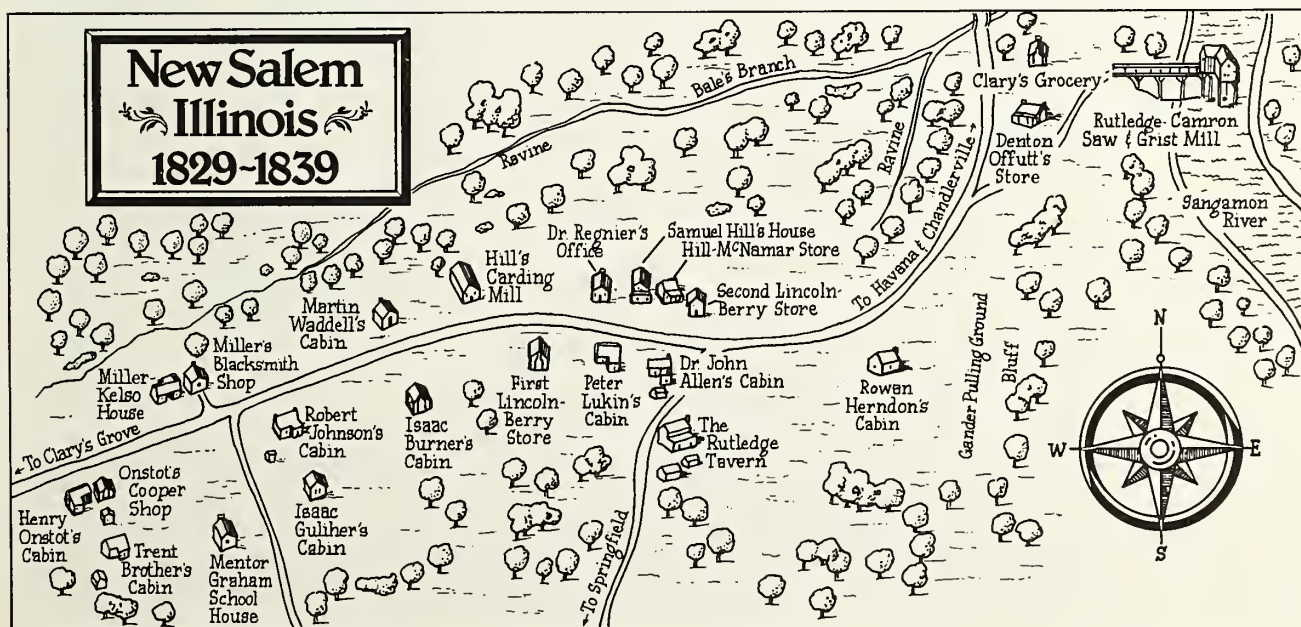 New Salem
Illinois
1829~1839
Bale's Branch
Ravine
Ravine
Clary's Grocery
Denton
Offutt's
Store
Rutledge-Camron
Saw & Grist Mill
Sangamon
River
To Havana & Chandlerville
Dr. Regnier's
Office
Samuel Hill's House
Hill-McNamar Store
Second Lincoln-
Berry Store
Hill's
Carding
Mill
Martin
Waddell's
Cabin
Miller's
Blacksmith
Shop
Miller-
Kelso
House
To Clary's Grove
Robert
Johnson's
Cabin
Isaac
Burner's
Cabin
First
Lincoln-
Berry
Store
Peter
Lukin's
Cabin
Dr. John
Allen's Cabin
The
Rutledge
Tavern
Rowan
Herndon's
Cabin
Gander Pulling Ground
Bluff
N
W
E
S
Onstot's
Cooper
Shop
Henry
Onstot's
Cabin
Trent
Brother's
Cabin
Mentor
Graham
School
House
Isaac
Guliher's
Cabin
To Springfield